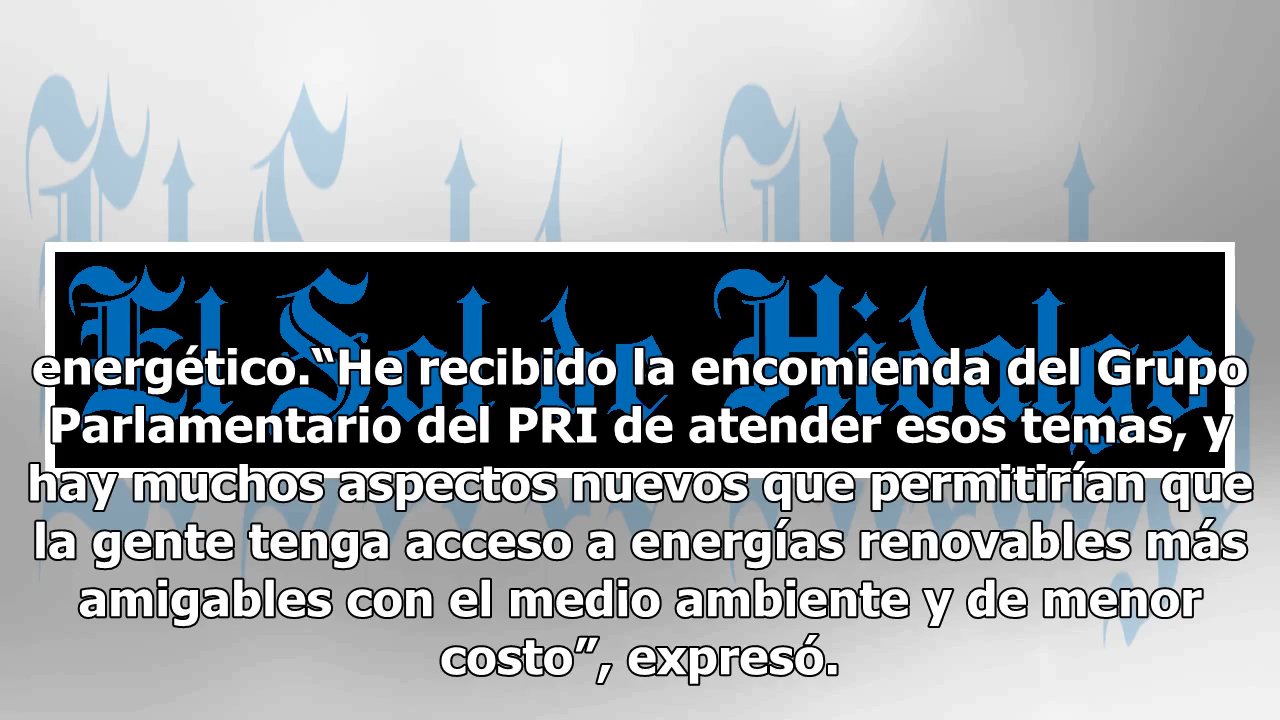 El Sol de Hidalgo
energético. “He recibido la encomienda del Grupo
Parlamentario del PRI de atender esos temas, y
hay muchos aspectos nuevos que permitirían que
la gente tenga acceso a energías renovables más
amigables con el medio ambiente y de menor
costo”, expresó.